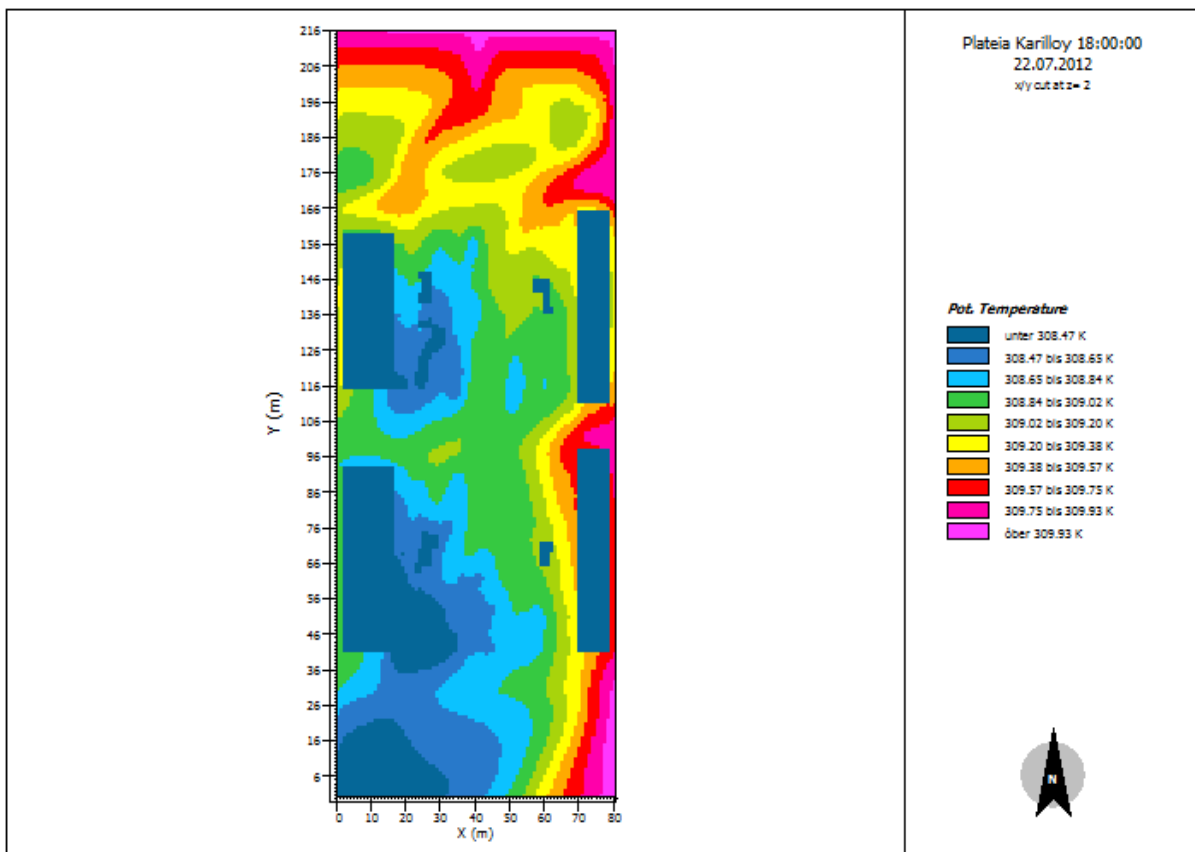 Plateia Karilloy 18:00:00
22.07.2012
x/y cut at z= 2
216
206
196
186
176
166
156
146
136
126
116
106
96
86
76
66
56
46
36
26
16
6
Y (m)
0 10 20 30 40 50 60 70 80
X (m)
Pot. Temperature
unter 308.47 K
308.47 bis 308.65 K
308.65 bis 308.84 K
308.84 bis 309.02 K
309.02 bis 309.20 K
309.20 bis 309.38 K
309.38 bis 309.57 K
309.57 bis 309.75 K
309.75 bis 309.93 K
öber 309.93 K
N